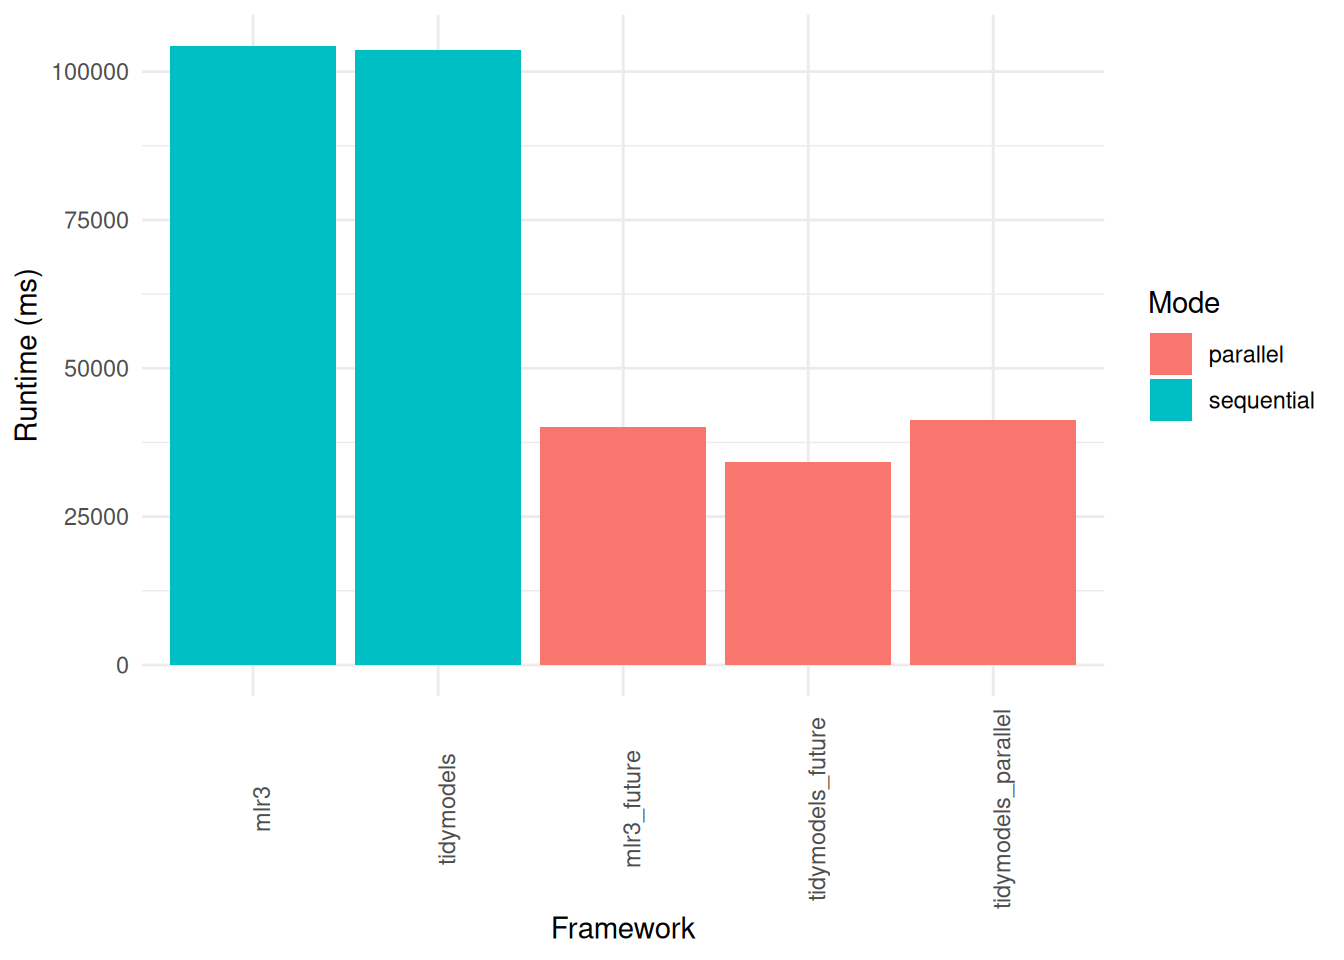 Runtime (ms)
100000
75000
50000
25000
0
mlr3
tidymodels
mlr3_future
tidymodels_future
tidymodels_parallel
Framework
Mode
parallel
sequential